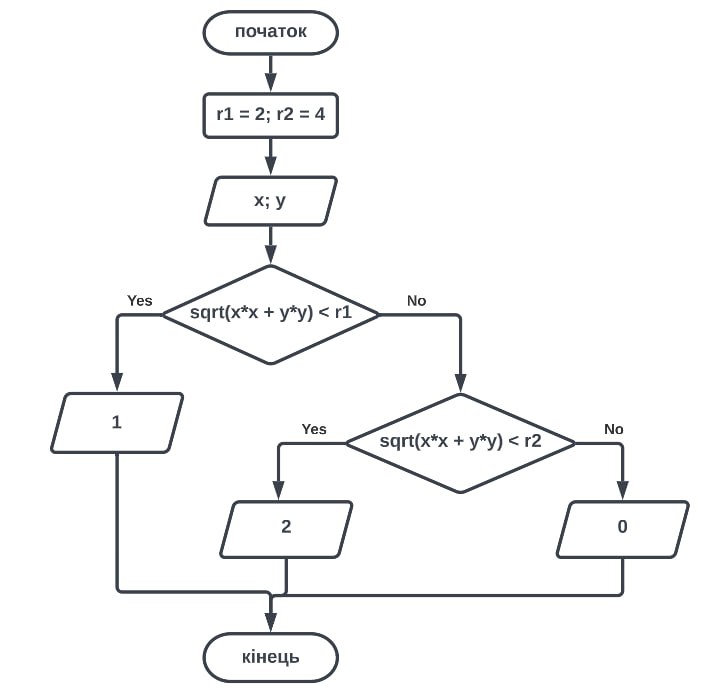 початок
r1 = 2; r2 = 4
x; y
sqrt(x*x + y*y) < r1
Yes
No
1
sqrt(x*x + y*y) < r2
Yes
No
2
0
кінець